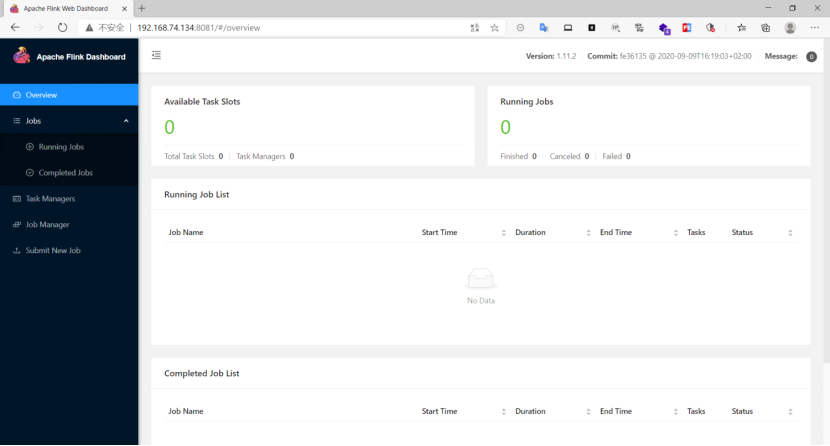 Apache Flink Web Dashboard
不安全 | 192.168.74.134:8081/#/overview
Apache Flink Dashboard
Version: 1.11.2 Commit: fe36135 @ 2020-09-09T16:19:03+02:00 Message: 0
Overview
Jobs
Running Jobs
Completed Jobs
Task Managers
Job Manager
Submit New Job
Available Task Slots
0
Total Task Slots 0 Task Managers 0
Running Jobs
0
Finished 0 Canceled 0 Failed 0
Running Job List
Job Name Start Time Duration End Time Tasks Status
No Data
Completed Job List
Job Name Start Time Duration End Time Tasks Status